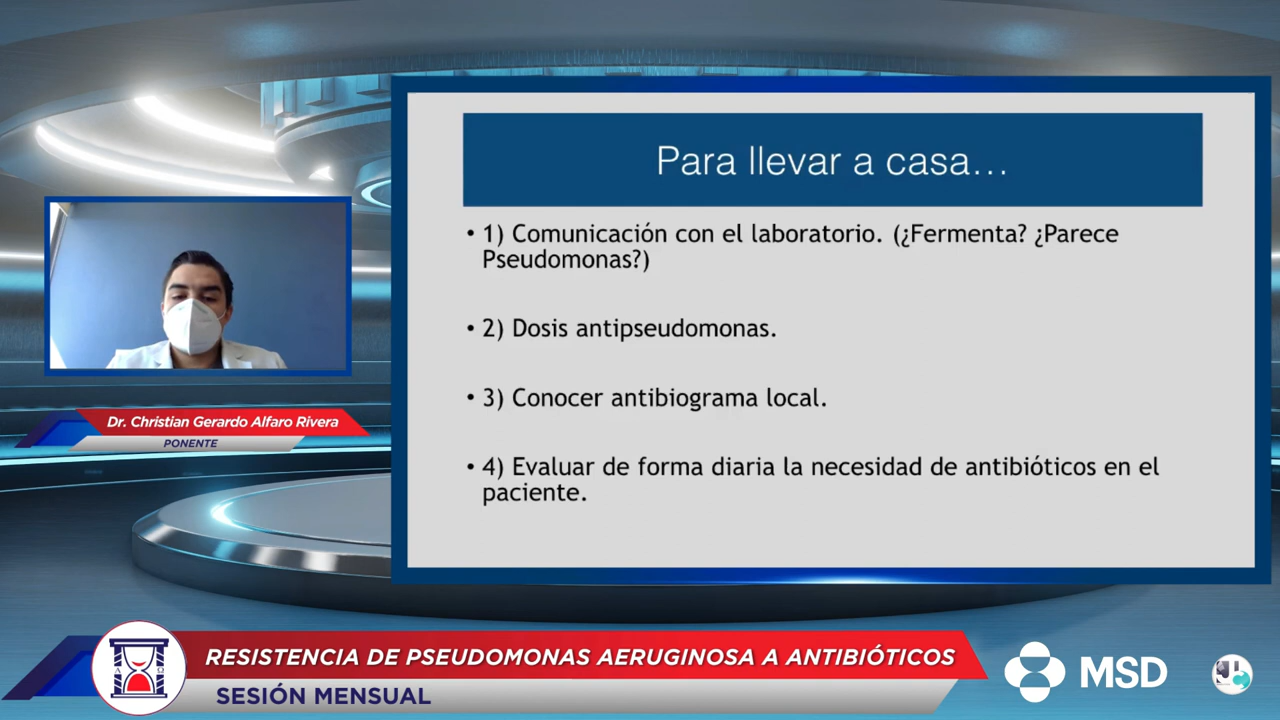 Para llevar a casa...
• 1) Comunicación con el laboratorio. (¿Fermenta? ¿Parece
Pseudomonas?)
• 2) Dosis antipseudomonas.
• 3) Conocer antibiograma local.
• 4) Evaluar de forma diaria la necesidad de antibióticos en el
paciente.
Dr. Christian Gerardo Alfaro Rivera
PONENTE
RESISTENCIA DE PSEUDOMONAS AERUGINOSA A ANTIBIÓTICOS
SESIÓN MENSUAL
MSD